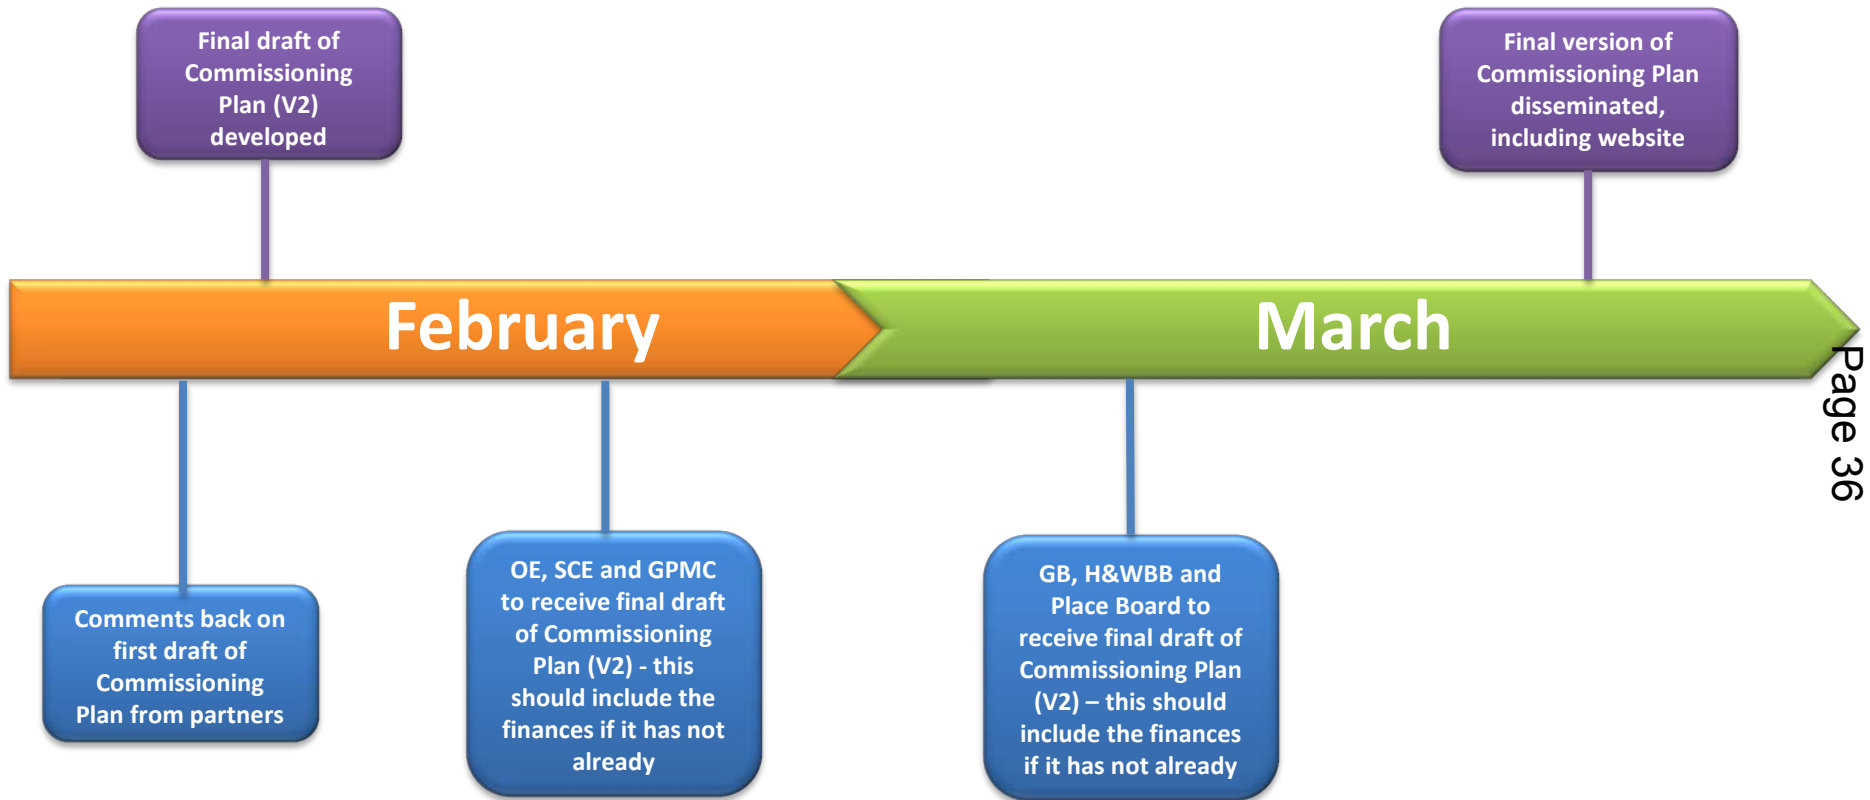 Final draft of
Commissioning
Plan (V2)
developed
Final version of
Commissioning Plan
disseminated,
including website
February
March
Page 36
Comments back on
first draft of
Commissioning
Plan from partners
OE, SCE and GPMC
to receive final draft
of Commissioning
Plan (V2) - this
should include the
finances if it has not
already
GB, H&WBB and
Place Board to
receive final draft of
Commissioning Plan
(V2) – this should
include the finances
if it has not already